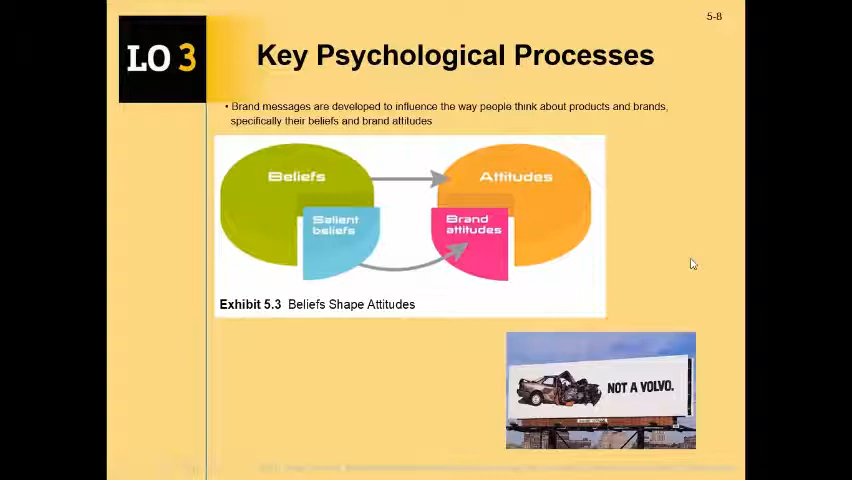 5-8
LO 3
Key Psychological Processes
• Brand messages are developed to influence the way people think about products and brands,
specifically their beliefs and brand attitudes
Beliefs
Attitudes
Salient
beliefs
Brand
attitudes
Exhibit 5.3 Beliefs Shape Attitudes
NOT A VOLVO.